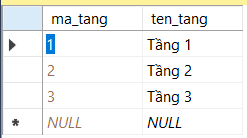 ma_tang ten_tang
1 Tầng 1
2 Tầng 2
3 Tầng 3
* NULL NULL